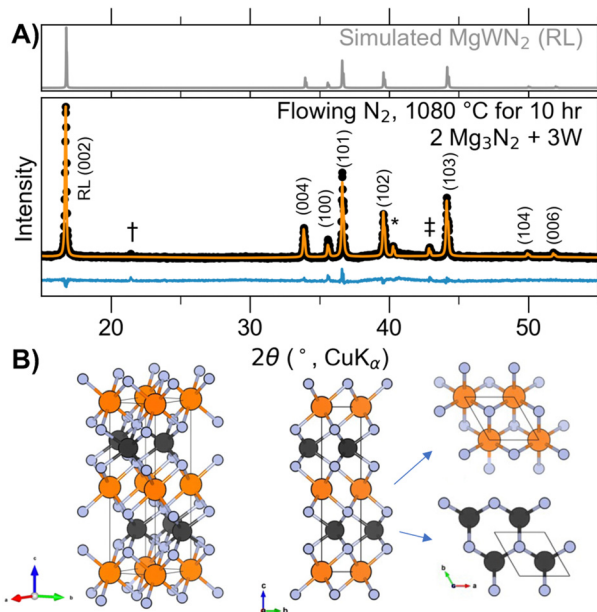 A)
Simulated MgWN₂ (RL)
Flowing N₂, 1080 °C for 10 hr
2 Mg₃N₂ + 3W
Intensity
RL (002)
†
(004)
(100)
(101)
(102)
*
‡
(103)
(104)
(006)
20 30 40 50
2θ (°, CuKα)
B)
c
a b
c
b
b
a